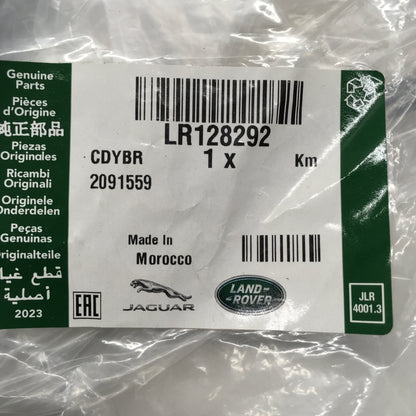 Genuine
Parts
Pièces
d'Origine
純正部品
Piezas
Originales
Ricambi
Originali
Originele
Onderdelen
Peças
Genuinas
Originalteile
قطع غيار
أصلية
2023
LR128292
1 x
Km
CDYBR
2091559
Made In
Morocco
EAC
JAGUAR
LAND-
-ROVER
JLR
4001.3